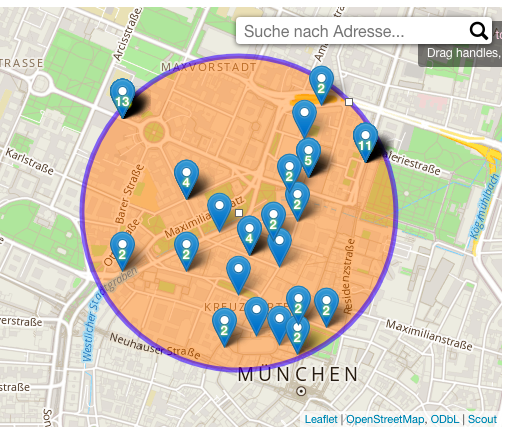 Suche nach Adresse...
Drag handles,
to
Arcisstraße
MAXVORSTADT
STRASSE
2
13
5
11
Galeriestraße
Karlstraße
4
2
2
Barer Straße
2
Maximiliansplatz
4
2
2
Residenzstraße
Westlicher Stadtgraben
KREUZVIERTEL
2
2
2
2
Neuhauser Straße
Maximilianstraße
MÜNCHEN
Leaflet | OpenStreetMap, ODbL | Scout